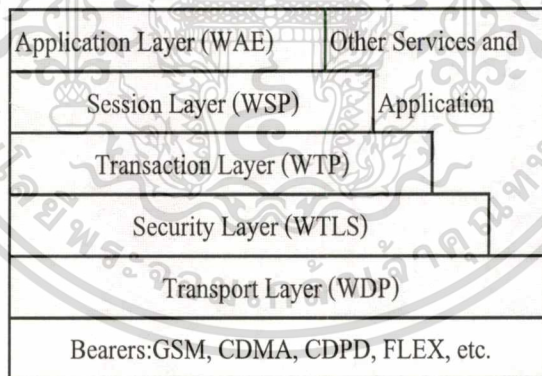 Application Layer (WAE) Other Services and
Session Layer (WSP) Application
Transaction Layer (WTP)
Security Layer (WTLS)
Transport Layer (WDP)
Bearers:GSM, CDMA, CDPD, FLEX, etc.